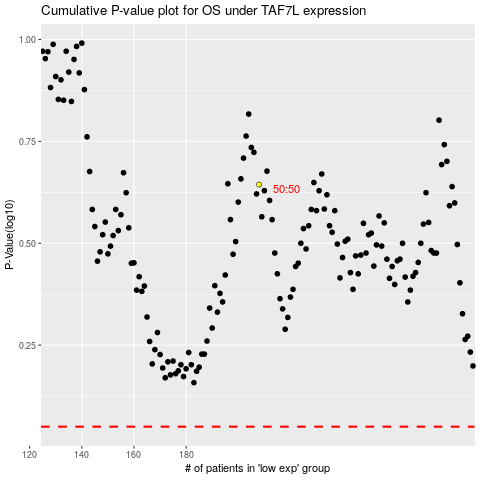 Cumulative P-value plot for OS under TAF7L expression
1.00
0.75
0.50
0.25
P-Value(log10)
50:50
120 140 160 180
# of patients in 'low exp' group